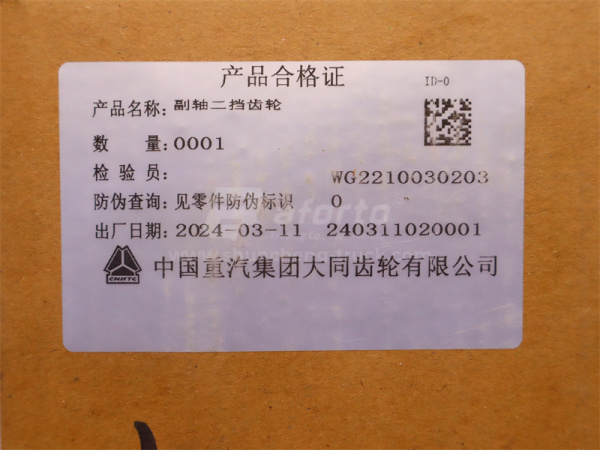 产品合格证
ID-0
产品名称: 副轴二挡齿轮
数 量: 0001
检 验 员: WG2210030203
防伪查询: 见零件防伪标识 0
出厂日期: 2024-03-11 240311020001
CNHTC 中国重汽集团大同齿轮有限公司
aforto